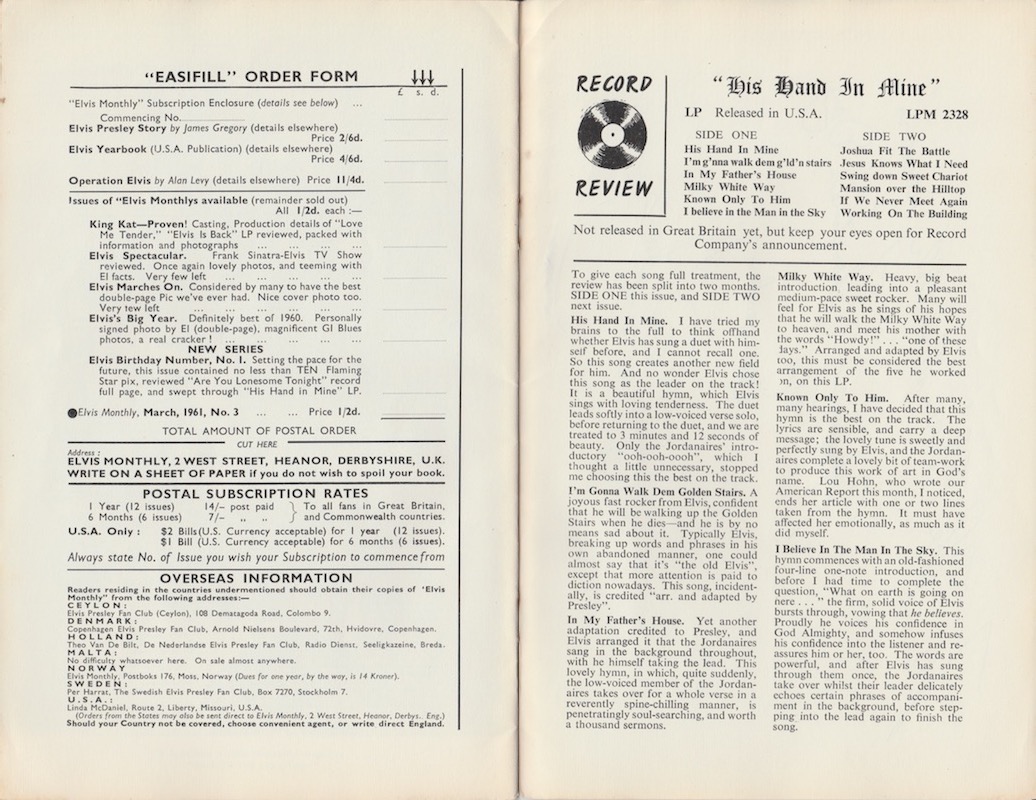 "EASIFILL" ORDER FORM
£ s. d.
"Elvis Monthly" Subscription Enclosure (details see below) ...
Commencing No.
Elvis Presley Story by James Gregory (details elsewhere)
Price 2/6d.
Elvis Yearbook (U.S.A. Publication) (details elsewhere)
Price 4/6d.
Operation Elvis by Alan Levy (details elsewhere) Price 11/4d.
Issues of "Elvis Monthlys available (remainder sold out)
All 1/2d. each :—
King Kat—Proven! Casting, Production details of "Love
Me Tender," "Elvis Is Back" LP reviewed, packed with
information and photographs ... ... ...
Elvis Spectacular. Frank Sinatra-Elvis TV Show
reviewed. Once again lovely photos, and teeming with
El facts. Very few left ... ... ... ...
Elvis Marches On. Considered by many to have the best
double-page Pic we've ever had. Nice cover photo too.
Very tew left ... ... ... ... ...
Elvis's Big Year. Definitely best of 1960. Personally
signed photo by El (double-page), magnificent GI Blues
photos, a real cracker ! ... ... ... ...
NEW SERIES
Elvis Birthday Number, No. 1. Setting the pace for the
future, this issue contained no less than TEN Flaming
Star pix, reviewed "Are You Lonesome Tonight" record
full page, and swept through "His Hand in Mine" LP.
●Elvis Monthly, March, 1961, No. 3 ... ... Price 1/2d.
TOTAL AMOUNT OF POSTAL ORDER
CUT HERE
Address :
ELVIS MONTHLY, 2 WEST STREET, HEANOR, DERBYSHIRE, U.K.
WRITE ON A SHEET OF PAPER if you do not wish to spoil your book.
POSTAL SUBSCRIPTION RATES
1 Year (12 issues) 14/- post paid } To all fans in Great Britain,
6 Months (6 issues) 7/- „ „ } and Commonwealth countries.
U.S.A. Only : $2 Bills (U.S. Currency acceptable) for 1 year (12 issues).
$1 Bill (U.S. Currency acceptable) for 6 months (6 issues).
Always state No. of Issue you wish your Subscription to commence from
OVERSEAS INFORMATION
Readers residing in the countries undermentioned should obtain their copies of 'Elvis
Monthly" from the following addresses:—
CEYLON:
Elvis Presley Fan Club (Ceylon), 108 Dematagoda Road, Colombo 9.
DENMARK:
Copenhagen Elvis Presley Fan Club, Arnold Nielsens Boulevard, 72th, Hvidovre, Copenhagen.
HOLLAND:
Theo Van De Bilt, De Nederlandse Elvis Presley Fan Club, Radio Dienst, Seeligkazeine, Breda.
MALTA:
No difficulty whatsoever here. On sale almost anywhere.
NORWAY
Elvis Monthly, Postboks 176, Moss, Norway (Dues for one year, by the way, is 14 Kroner).
SWEDEN:
Per Harrat, The Swedish Elvis Presley Fan Club, Box 7270, Stockholm 7.
U.S.A.:
Linda McDaniel, Route 2, Liberty, Missouri, U.S.A.
(Orders from the States may also be sent direct to Elvis Monthly, 2 West Street, Heanor, Derbys. Eng.)
Should your Country not be covered, choose convenient agent, or write direct England.
RECORD
REVIEW
"His Hand In Mine"
LP Released in U.S.A. LPM 2328
SIDE ONE
His Hand In Mine
I'm g'nna walk dem g'ld'n stairs
In My Father's House
Milky White Way
Known Only To Him
I believe in the Man in the Sky
SIDE TWO
Joshua Fit The Battle
Jesus Knows What I Need
Swing down Sweet Chariot
Mansion over the Hilltop
If We Never Meet Again
Working On The Building
Not released in Great Britain yet, but keep your eyes open for Record
Company's announcement.
To give each song full treatment, the
review has been split into two months.
SIDE ONE this issue, and SIDE TWO
next issue.
His Hand In Mine. I have tried my
brains to the full to think offhand
whether Elvis has sung a duet with him-
self before, and I cannot recall one.
So this song creates another new field
for him. And no wonder Elvis chose
this song as the leader on the track!
It is a beautiful hymn, which Elvis
sings with loving tenderness. The duet
leads softly into a low-voiced verse solo,
before returning to the duet, and we are
treated to 3 minutes and 12 seconds of
beauty. Only the Jordanaires' intro-
ductory "ooh-oooh-oooh", which I
thought a little unnecessary, stopped
me choosing this the best on the track.
I'm Gonna Walk Dem Golden Stairs. A
joyous fast rocker from Elvis, confident
that he will be walking up the Golden
Stairs when he dies—and he is by no
means sad about it. Typically Elvis,
breaking up words and phrases in his
own abandoned manner, one could
almost say that it's "the old Elvis",
except that more attention is paid to
diction nowadays. This song, incident-
ally, is credited "arr. and adapted by
Presley".
In My Father's House. Yet another
adaptation credited to Presley, and
Elvis arranged it that the Jordanaires
sang in the background throughout,
with he himself taking the lead. This
lovely hymn, in which, quite suddenly,
the low-voiced member of the Jordan-
aires takes over for a whole verse in a
reverently spine-chilling manner, is
penetratingly soul-searching, and worth
a thousand sermons.
Milky White Way. Heavy, big beat
introduction leading into a pleasant
medium-pace sweet rocker. Many will
feel for Elvis as he sings of his hopes
that he will walk the Milky White Way
to heaven, and meet his mother with
the words "Howdy!" . . . "one of these
days." Arranged and adapted by Elvis
too, this must be considered the best
arrangement of the five he worked
on, on this LP.
Known Only To Him. After many,
many hearings, I have decided that this
hymn is the best on the track. The
lyrics are sensible, and carry a deep
message; the lovely tune is sweetly and
perfectly sung by Elvis, and the Jordan-
aires complete a lovely bit of team-work
to produce this work of art in God's
name. Lou Hohn, who wrote our
American Report this month, I noticed,
ends her article with one or two lines
taken from the hymn. It must have
affected her emotionally, as much as it
did myself.
I Believe In The Man In The Sky. This
hymn commences with an old-fashioned
four-line one-note introduction, and
before I had time to complete the
question, "What on earth is going on
nere . . . " the firm, solid voice of Elvis
bursts through, vowing that he believes.
Proudly he voices his confidence in
God Almighty, and somehow infuses
his confidence into the listener and re-
assures him or her, too. The words are
powerful, and after Elvis has sung
through them once, the Jordanaires
take over whilst their leader delicately
echoes certain phrases of accompani-
ment in the background, before step-
ping into the lead again to finish the
song.